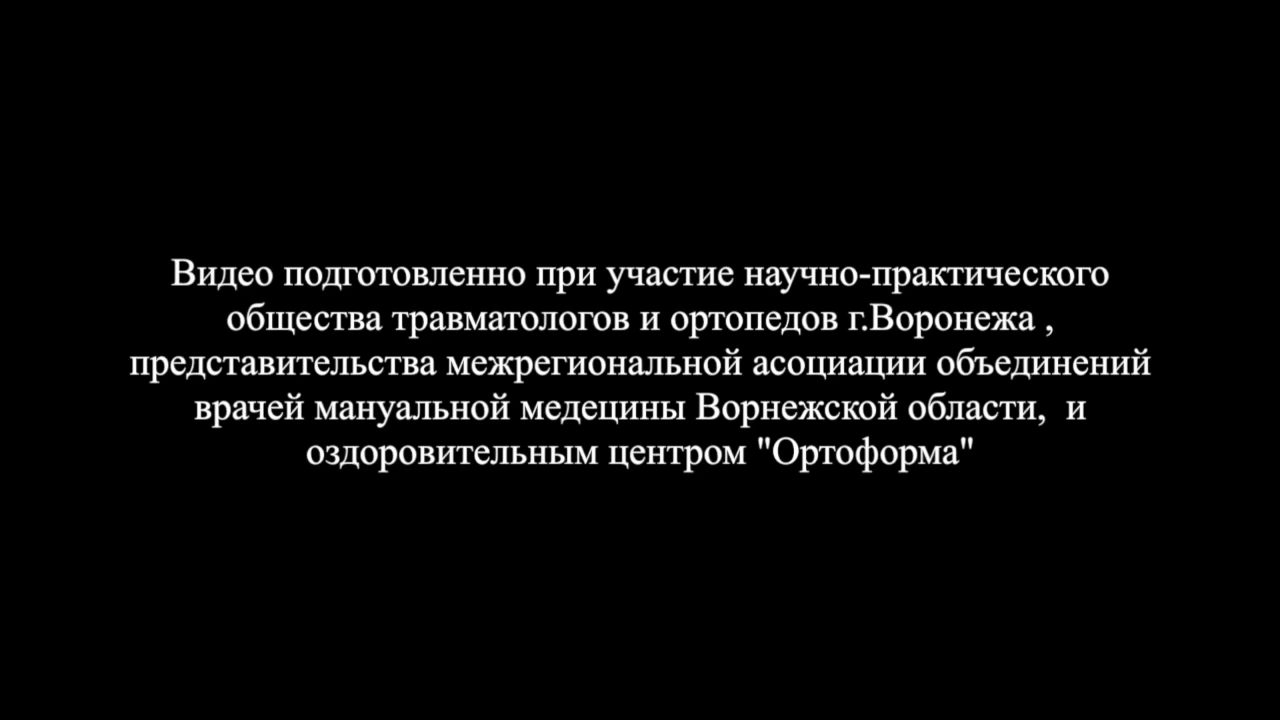 Видео подготовленно при участие научно-практического
общества травматологов и ортопедов г.Воронежа ,
представительства межрегиональной асоциации объединений
врачей мануальной медецины Ворнежской области,  и
оздоровительным центром "Ортоформа"